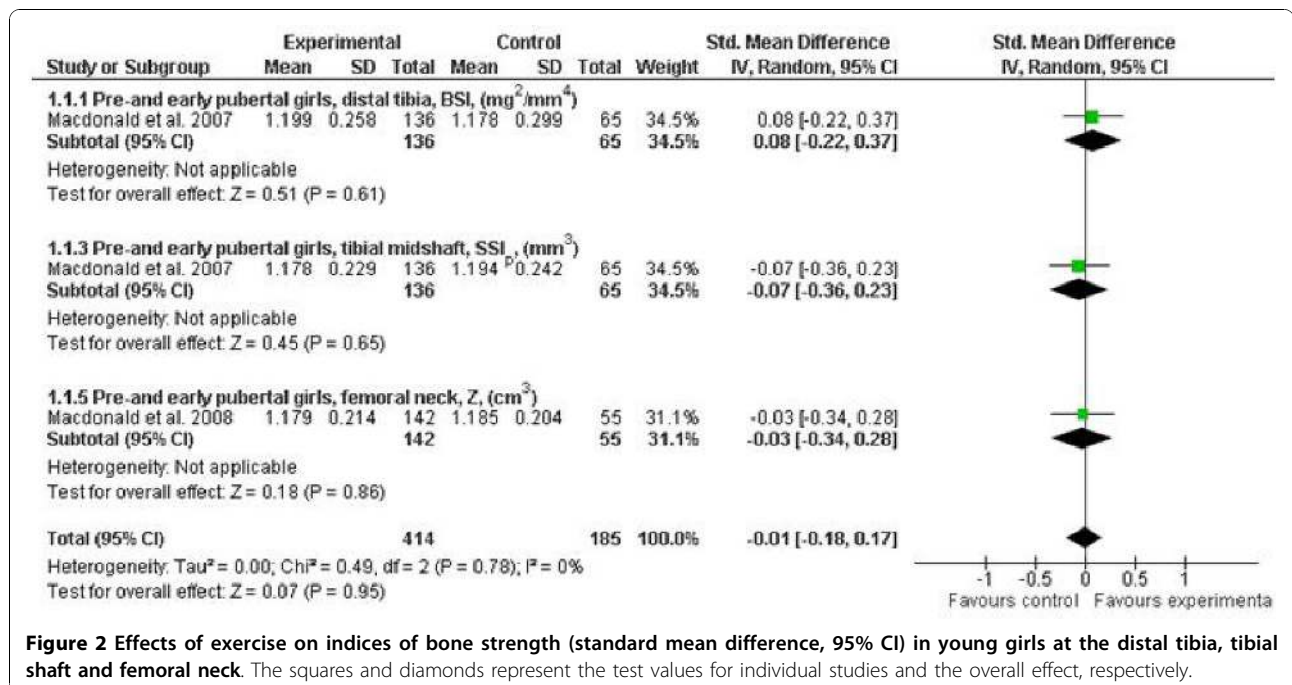 Experimental Control Std. Mean Difference Std. Mean Difference
Study or Subgroup Mean SD Total Mean SD Total Weight IV, Random, 95% CI IV, Random, 95% CI
1.1.1 Pre-and early pubertal girls, distal tibia, BSI, (mg²/mm⁴)
Macdonald et al. 2007 1.199 0.258 136 1.178 0.299 65 34.5% 0.08 [-0.22, 0.37]
Subtotal (95% CI) 136 65 34.5% 0.08 [-0.22, 0.37]
Heterogeneity: Not applicable
Test for overall effect: Z = 0.51 (P = 0.61)
1.1.3 Pre-and early pubertal girls, tibial midshaft, SSIp, (mm³)
Macdonald et al. 2007 1.178 0.229 136 1.194 0.242 65 34.5% -0.07 [-0.36, 0.23]
Subtotal (95% CI) 136 65 34.5% -0.07 [-0.36, 0.23]
Heterogeneity: Not applicable
Test for overall effect: Z = 0.45 (P = 0.65)
1.1.5 Pre-and early pubertal girls, femoral neck, Z, (cm³)
Macdonald et al. 2008 1.179 0.214 142 1.185 0.204 55 31.1% -0.03 [-0.34, 0.28]
Subtotal (95% CI) 142 55 31.1% -0.03 [-0.34, 0.28]
Heterogeneity: Not applicable
Test for overall effect: Z = 0.18 (P = 0.86)
Total (95% CI) 414 185 100.0% -0.01 [-0.18, 0.17]
Heterogeneity: Tau² = 0.00; Chi² = 0.49, df = 2 (P = 0.78); I² = 0%
Test for overall effect: Z = 0.07 (P = 0.95)
-1 -0.5 0 0.5 1
Favours control Favours experimenta
Figure 2 Effects of exercise on indices of bone strength (standard mean difference, 95% CI) in young girls at the distal tibia, tibial
shaft and femoral neck. The squares and diamonds represent the test values for individual studies and the overall effect, respectively.